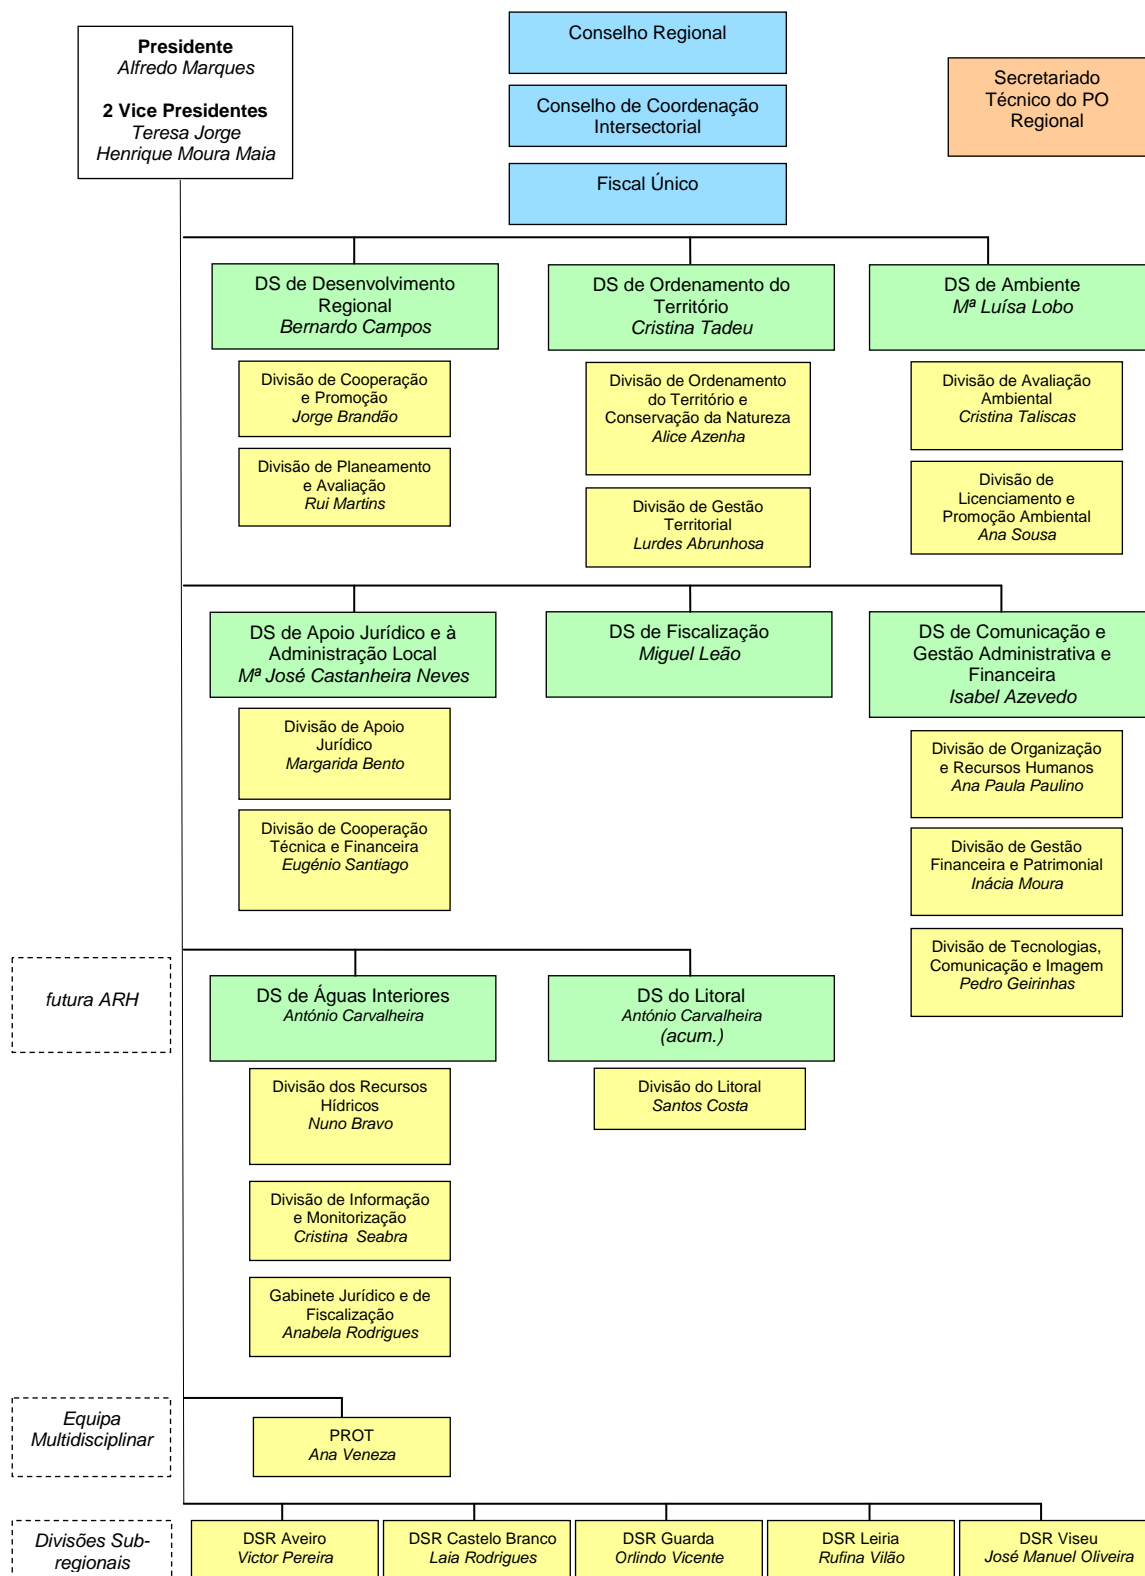 Presidente
Alfredo Marques
2 Vice Presidentes
Teresa Jorge
Henrique Moura Maia
Conselho Regional
Conselho de Coordenação
Intersectorial
Fiscal Único
Secretariado
Técnico do PO
Regional
DS de Desenvolvimento
Regional
Bernardo Campos
DS de Ordenamento do
Território
Cristina Tadeu
DS de Ambiente
Mª Luísa Lobo
Divisão de Cooperação
e Promoção
Jorge Brandão
Divisão de Planeamento
e Avaliação
Rui Martins
Divisão de Ordenamento
do Território e
Conservação da Natureza
Alice Azenha
Divisão de Gestão
Territorial
Lurdes Abrunhosa
Divisão de Avaliação
Ambiental
Cristina Taliscas
Divisão de
Licenciamento e
Promoção Ambiental
Ana Sousa
DS de Apoio Jurídico e à
Administração Local
Mª José Castanheira Neves
DS de Fiscalização
Miguel Leão
DS de Comunicação e
Gestão Administrativa e
Financeira
Isabel Azevedo
Divisão de Apoio
Jurídico
Margarida Bento
Divisão de Cooperação
Técnica e Financeira
Eugénio Santiago
Divisão de Organização
e Recursos Humanos
Ana Paula Paulino
Divisão de Gestão
Financeira e Patrimonial
Inácia Moura
Divisão de Tecnologias,
Comunicação e Imagem
Pedro Geirinhas
futura ARH
DS de Águas Interiores
António Carvalheira
DS do Litoral
António Carvalheira
(acum.)
Divisão dos Recursos
Hídricos
Nuno Bravo
Divisão de Informação
e Monitorização
Cristina Seabra
Gabinete Jurídico e de
Fiscalização
Anabela Rodrigues
Divisão do Litoral
Santos Costa
Equipa
Multidisciplinar
PROT
Ana Veneza
Divisões Sub-
regionais
DSR Aveiro
Victor Pereira
DSR Castelo Branco
Laia Rodrigues
DSR Guarda
Orlindo Vicente
DSR Leiria
Rufina Vilão
DSR Viseu
José Manuel Oliveira